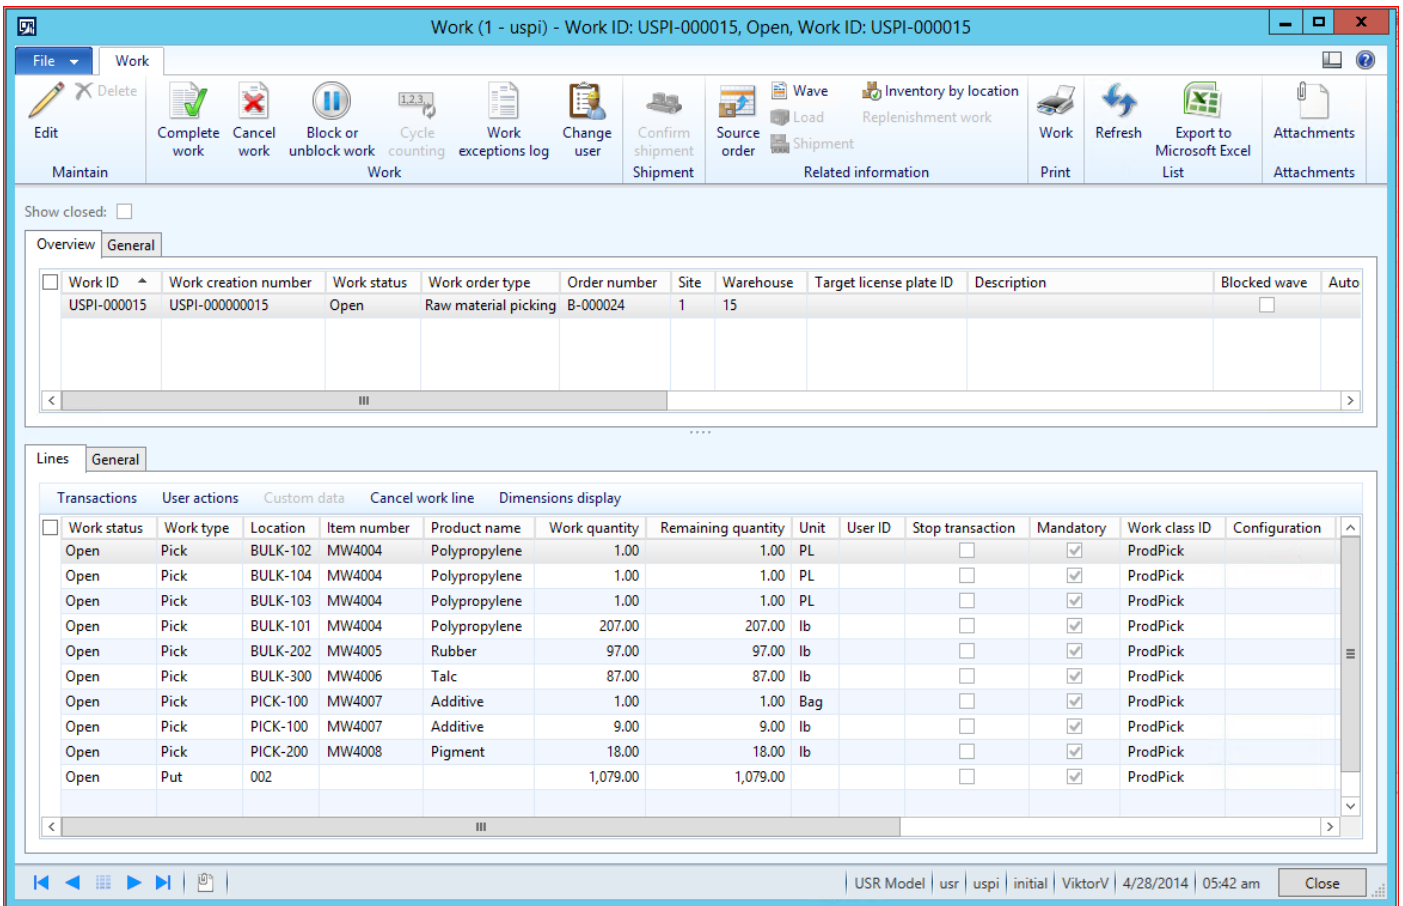 Work (1 - uspi) - Work ID: USPI-000015, Open, Work ID: USPI-000015
File Work
Edit
Delete
Maintain
Complete work
Cancel work
Block or unblock work
Cycle counting
Work exceptions log
Change user
Work
Confirm shipment
Shipment
Source order
Wave
Load
Shipment
Inventory by location
Replenishment work
Related information
Work
Print
Refresh
Export to Microsoft Excel
List
Attachments
Attachments
Show closed:
Overview General
Work ID Work creation number Work status Work order type Order number Site Warehouse Target license plate ID Description Blocked wave Auto
USPI-000015 USPI-000000015 Open Raw material picking B-000024 1 15
Lines General
Transactions User actions Custom data Cancel work line Dimensions display
Work status Work type Location Item number Product name Work quantity Remaining quantity Unit User ID Stop transaction Mandatory Work class ID Configuration
Open Pick BULK-102 MW4004 Polypropylene 1.00 1.00 PL ProdPick
Open Pick BULK-104 MW4004 Polypropylene 1.00 1.00 PL ProdPick
Open Pick BULK-103 MW4004 Polypropylene 1.00 1.00 PL ProdPick
Open Pick BULK-101 MW4004 Polypropylene 207.00 207.00 lb ProdPick
Open Pick BULK-202 MW4005 Rubber 97.00 97.00 lb ProdPick
Open Pick BULK-300 MW4006 Talc 87.00 87.00 lb ProdPick
Open Pick PICK-100 MW4007 Additive 1.00 1.00 Bag ProdPick
Open Pick PICK-100 MW4007 Additive 9.00 9.00 lb ProdPick
Open Pick PICK-200 MW4008 Pigment 18.00 18.00 lb ProdPick
Open Put 002 1,079.00 1,079.00 ProdPick
USR Model usr uspi initial ViktorV 4/28/2014 05:42 am Close